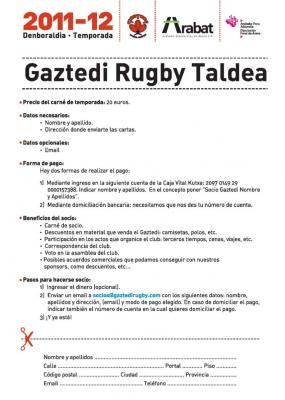 2011-12
Denboraldia • Temporada
Arabat
Arabako Foru
Aldundia
Diputación
Foral de Álava
Gaztedi Rugby Taldea
• Precio del carné de temporada: 20 euros.
• Datos necesarios:
• Nombre y apellido.
• Dirección donde enviarte las cartas.
• Datos opcionales:
• Email
• Forma de pago:
Hay dos formas de realizar el pago:
1) Mediante ingreso en la siguiente cuenta de la Caja Vital Kutxa: 2097 0149 29
0000157388. Indicar nombre y apellidos. En el concepto poner "Socio Gaztedi Nombre
y Apellidos".
2) Mediante domiciliación bancaria: necesitamos que nos des tu número de cuenta.
• Beneficios del socio:
• Carné de socio.
• Descuentos en material que venda el Gaztedi: camisetas, polos, etc.
• Participación en los actos que organice el club: terceros tiempos, cenas, viajes, etc.
• Correspondencia del club.
• Voto en la asamblea del club.
• Posibles acuerdos comerciales que podamos conseguir con nuestros
sponsors, como descuentos, etc...
• Pasos para hacerse socio:
1) Ingresar el dinero (opcional).
2) Enviar un email a socios@gaztedirugby.com con los siguientes datos: nombre,
apellidos y dirección, (email) y modo de pago elegido. En caso de domiciliar el pago,
indicar también el número de cuenta en la cual quieres domiciliar el pago.
3) ¡Y ya está!
Nombre y apellidos
Calle Portal Piso
Código postal Ciudad Provincia
Email Teléfono